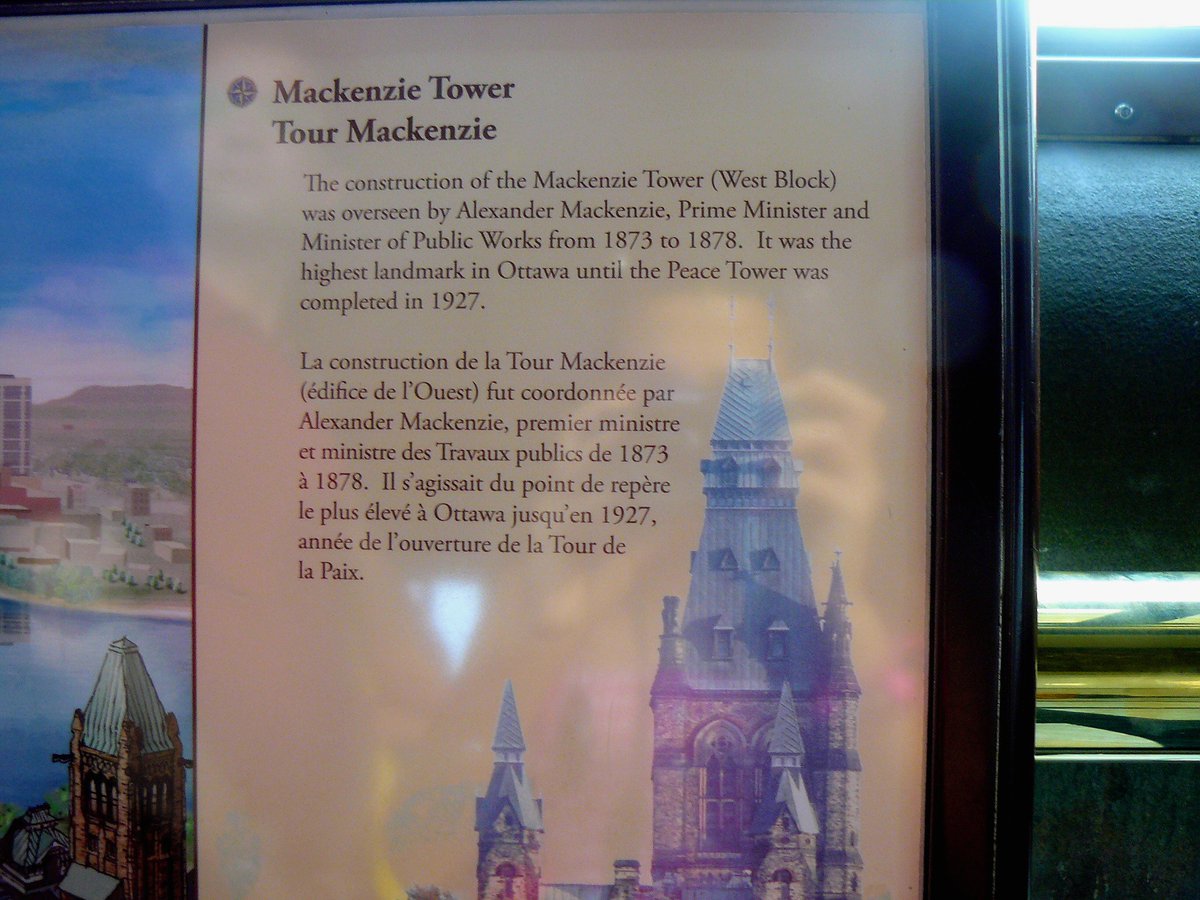 Mackenzie Tower
Tour Mackenzie
The construction of the Mackenzie Tower (West Block)
was overseen by Alexander Mackenzie, Prime Minister and
Minister of Public Works from 1873 to 1878.  It was the
highest landmark in Ottawa until the Peace Tower was
completed in 1927.
La construction de la Tour Mackenzie
(édifice de l'Ouest) fut coordonnée par
Alexander Mackenzie, premier ministre
et ministre des Travaux publics de 1873
à 1878.  Il s'agissait du point de repère
le plus élevé à Ottawa jusqu'en 1927,
année de l'ouverture de la Tour de
la Paix.